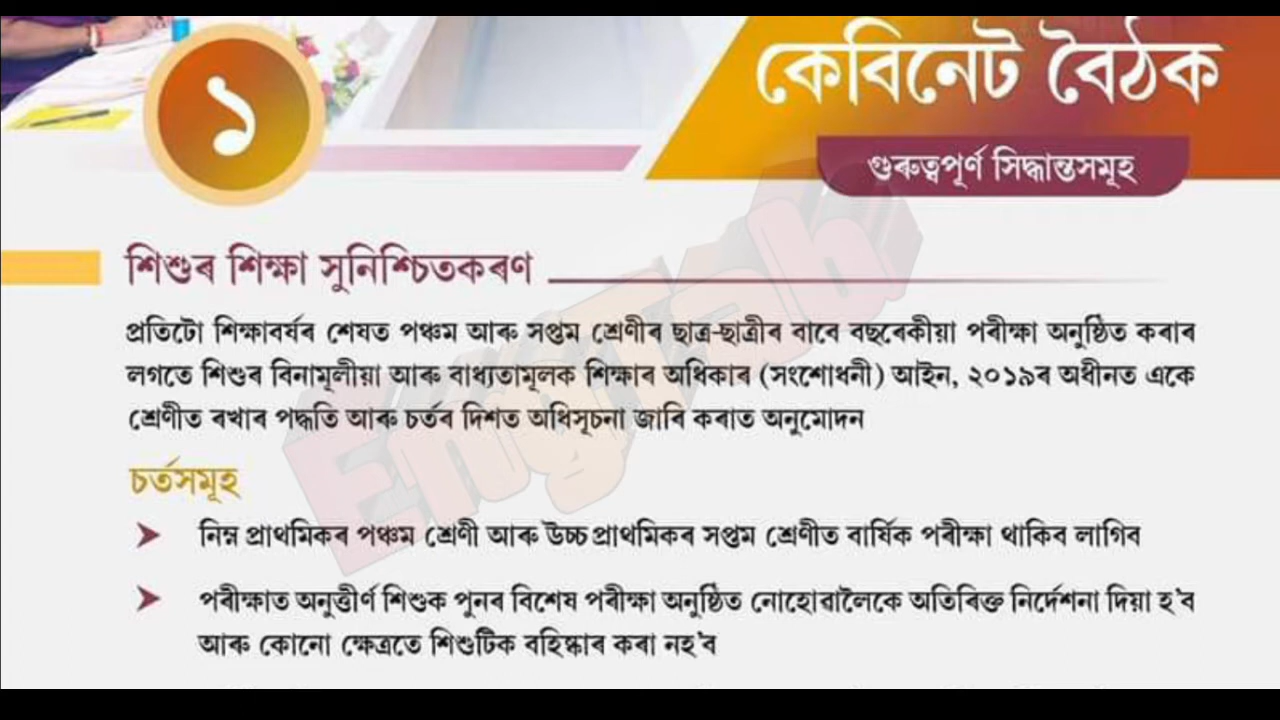 ১
কেবিনেট বৈঠক
গুৰুত্বপূৰ্ণ সিদ্ধান্তসমূহ
শিশুৰ শিক্ষা সুনিশ্চিতকৰণ
প্ৰতিটো শিক্ষাবৰ্ষৰ শেষত পঞ্চম আৰু সপ্তম শ্ৰেণীৰ ছাত্ৰ-ছাত্ৰীৰ বাবে বছৰেকীয়া পৰীক্ষা অনুষ্ঠিত কৰাৰ
লগতে শিশুৰ বিনামূলীয়া আৰু বাধ্যতামূলক শিক্ষাৰ অধিকাৰ (সংশোধনী) আইন, ২০১৯ৰ অধীনত একে
শ্ৰেণীত ৰখাৰ পদ্ধতি আৰু চৰ্তৰ দিশত অধিসূচনা জাৰি কৰাত অনুমোদন
চৰ্তসমূহ
নিম্ন প্ৰাথমিকৰ পঞ্চম শ্ৰেণী আৰু উচ্চ প্ৰাথমিকৰ সপ্তম শ্ৰেণীত বাৰ্ষিক পৰীক্ষা থাকিব লাগিব
পৰীক্ষাত অনুত্তীৰ্ণ শিশুক পুনৰ বিশেষ পৰীক্ষা অনুষ্ঠিত নোহোৱালৈকে অতিৰিক্ত নিৰ্দেশনা দিয়া হ'ব
আৰু কোনো ক্ষেত্ৰতে শিশুটিক বহিষ্কাৰ কৰা নহ'ব
EngTab